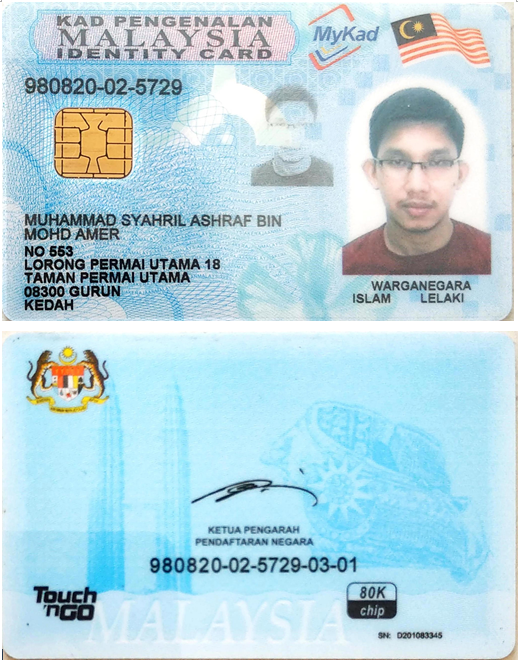 KAD PENGENALAN
MALAYSIA
IDENTITY CARD
MyKad
980820-02-5729
MUHAMMAD SYAHRIL ASHRAF BIN
MOHD AMER
NO 553
LORONG PERMAI UTAMA 18
TAMAN PERMAI UTAMA
08300 GURUN
KEDAH
WARGANEGARA
ISLAM LELAKI
KETUA PENGARAH
PENDAFTARAN NEGARA
980820-02-5729-03-01
Touch
'nGO
80K
chip
MALAYSIA
SN: D201083345